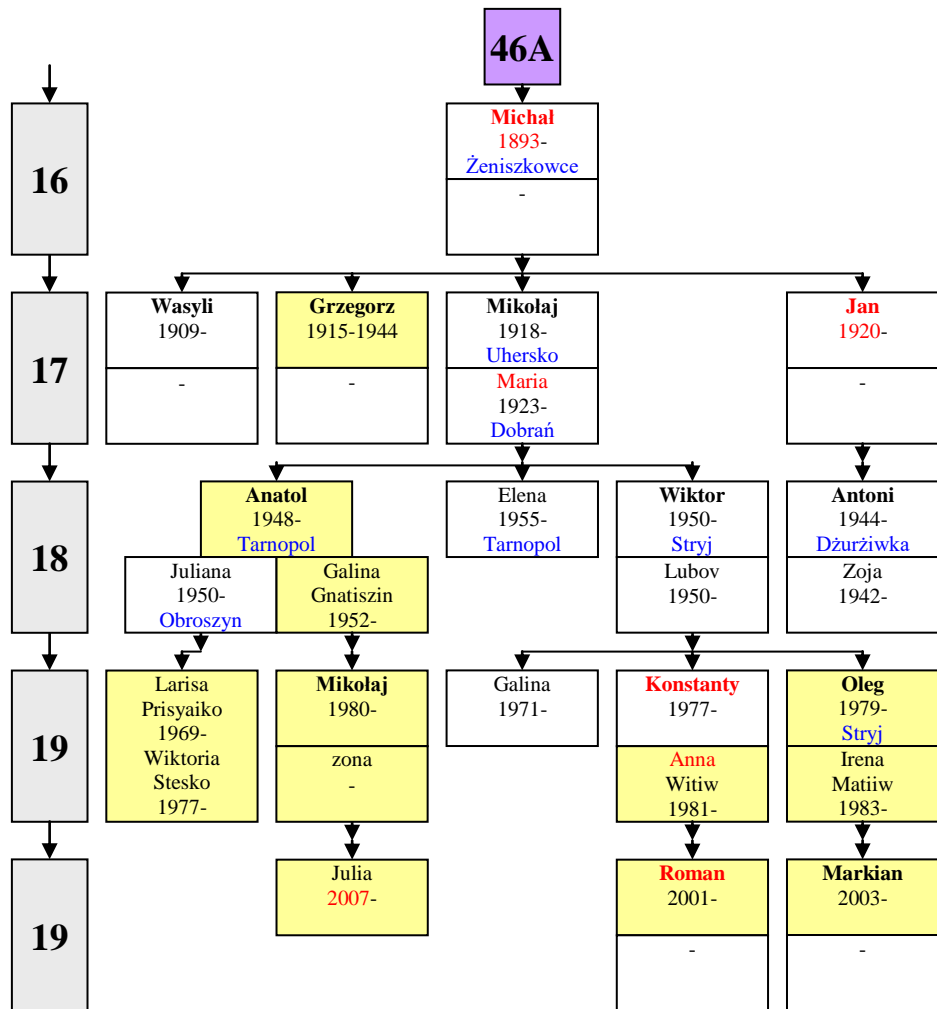 46A
16
Michał
1893-
Żeniszkowce
-
17
Wasyli
1909-
-
Grzegorz
1915-1944
-
Mikołaj
1918-
Uhersko
Maria
1923-
Dobrań
Jan
1920-
-
18
Anatol
1948-
Tarnopol
Juliana
1950-
Obroszyn
Galina
Gnatiszin
1952-
Elena
1955-
Tarnopol
Wiktor
1950-
Stryj
Lubov
1950-
Antoni
1944-
Dżurżiwka
Zoja
1942-
19
Larisa
Prisyaiko
1969-
Wiktoria
Stesko
1977-
Mikołaj
1980-
zona
-
Galina
1971-
Konstanty
1977-
Anna
Witiw
1981-
Oleg
1979-
Stryj
Irena
Matiiw
1983-
19
Julia
2007-
Roman
2001-
-
Markian
2003-
-